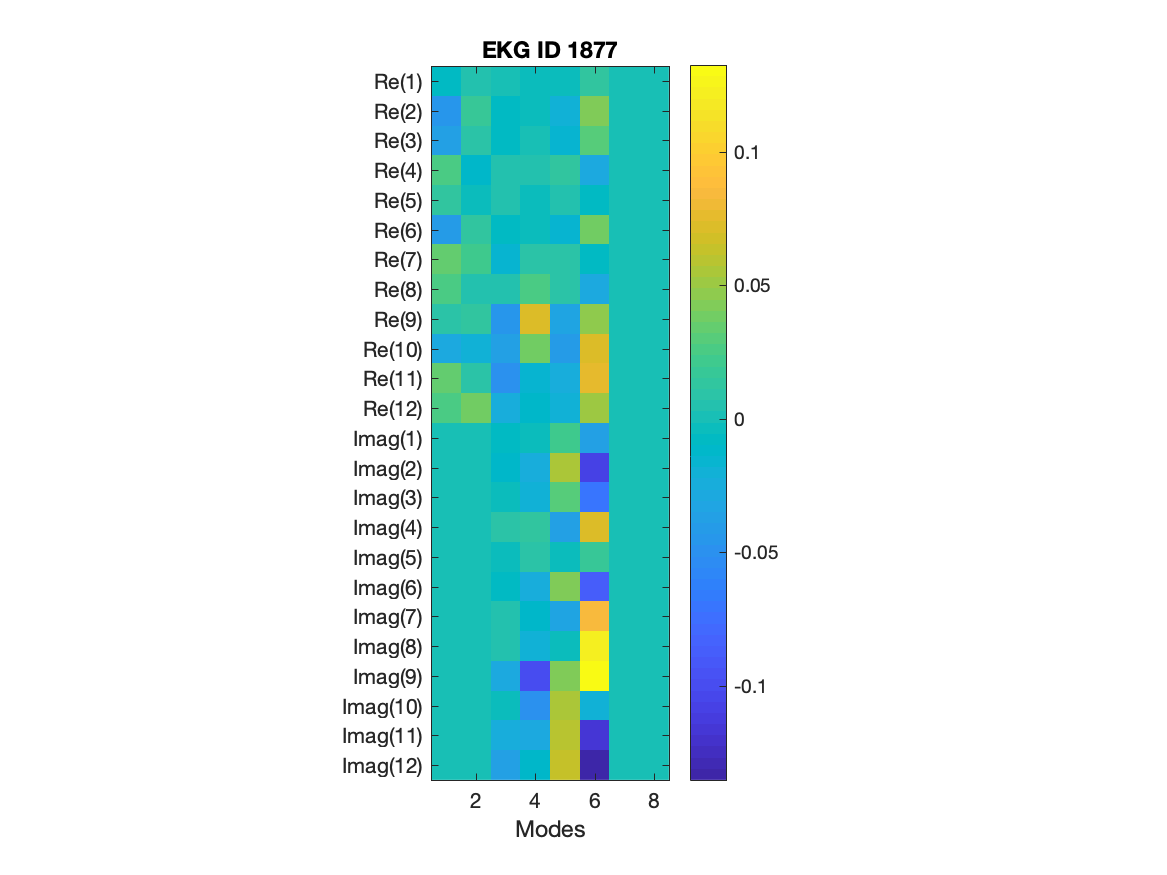 EKG ID 1877
Re(1)
Re(2)
Re(3)
Re(4)
Re(5)
Re(6)
Re(7)
Re(8)
Re(9)
Re(10)
Re(11)
Re(12)
Imag(1)
Imag(2)
Imag(3)
Imag(4)
Imag(5)
Imag(6)
Imag(7)
Imag(8)
Imag(9)
Imag(10)
Imag(11)
Imag(12)
2 4 6 8
Modes
0.1
0.05
0
-0.05
-0.1